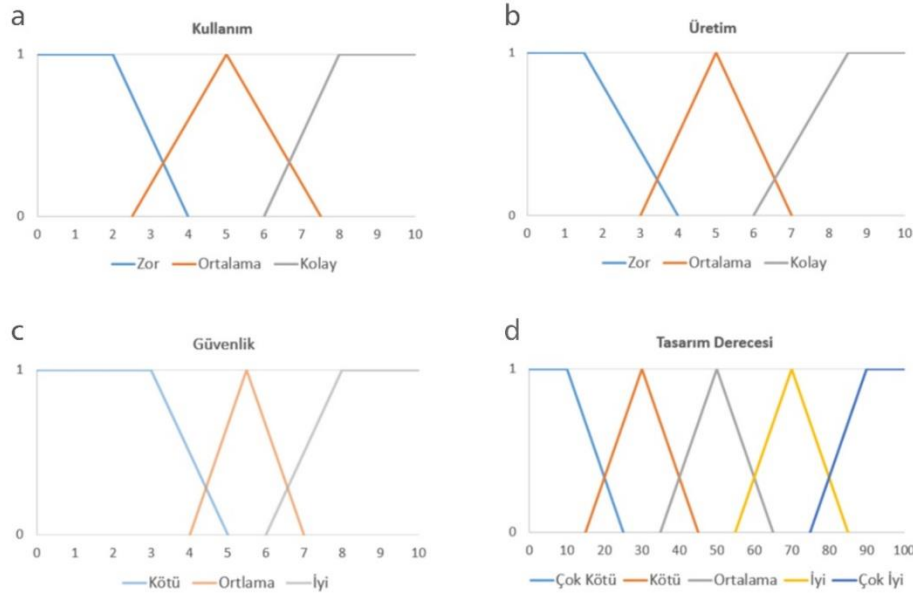 a
Kullanım
1
0
0 1 2 3 4 5 6 7 8 9 10
Zor Ortalama Kolay
b
Üretim
1
0
0 1 2 3 4 5 6 7 8 9 10
Zor Ortalama Kolay
c
Güvenlik
1
0
0 1 2 3 4 5 6 7 8 9 10
Kötü Ortlama İyi
d
Tasarım Derecesi
1
0
0 10 20 30 40 50 60 70 80 90 100
Çok Kötü Kötü Ortalama İyi Çok İyi